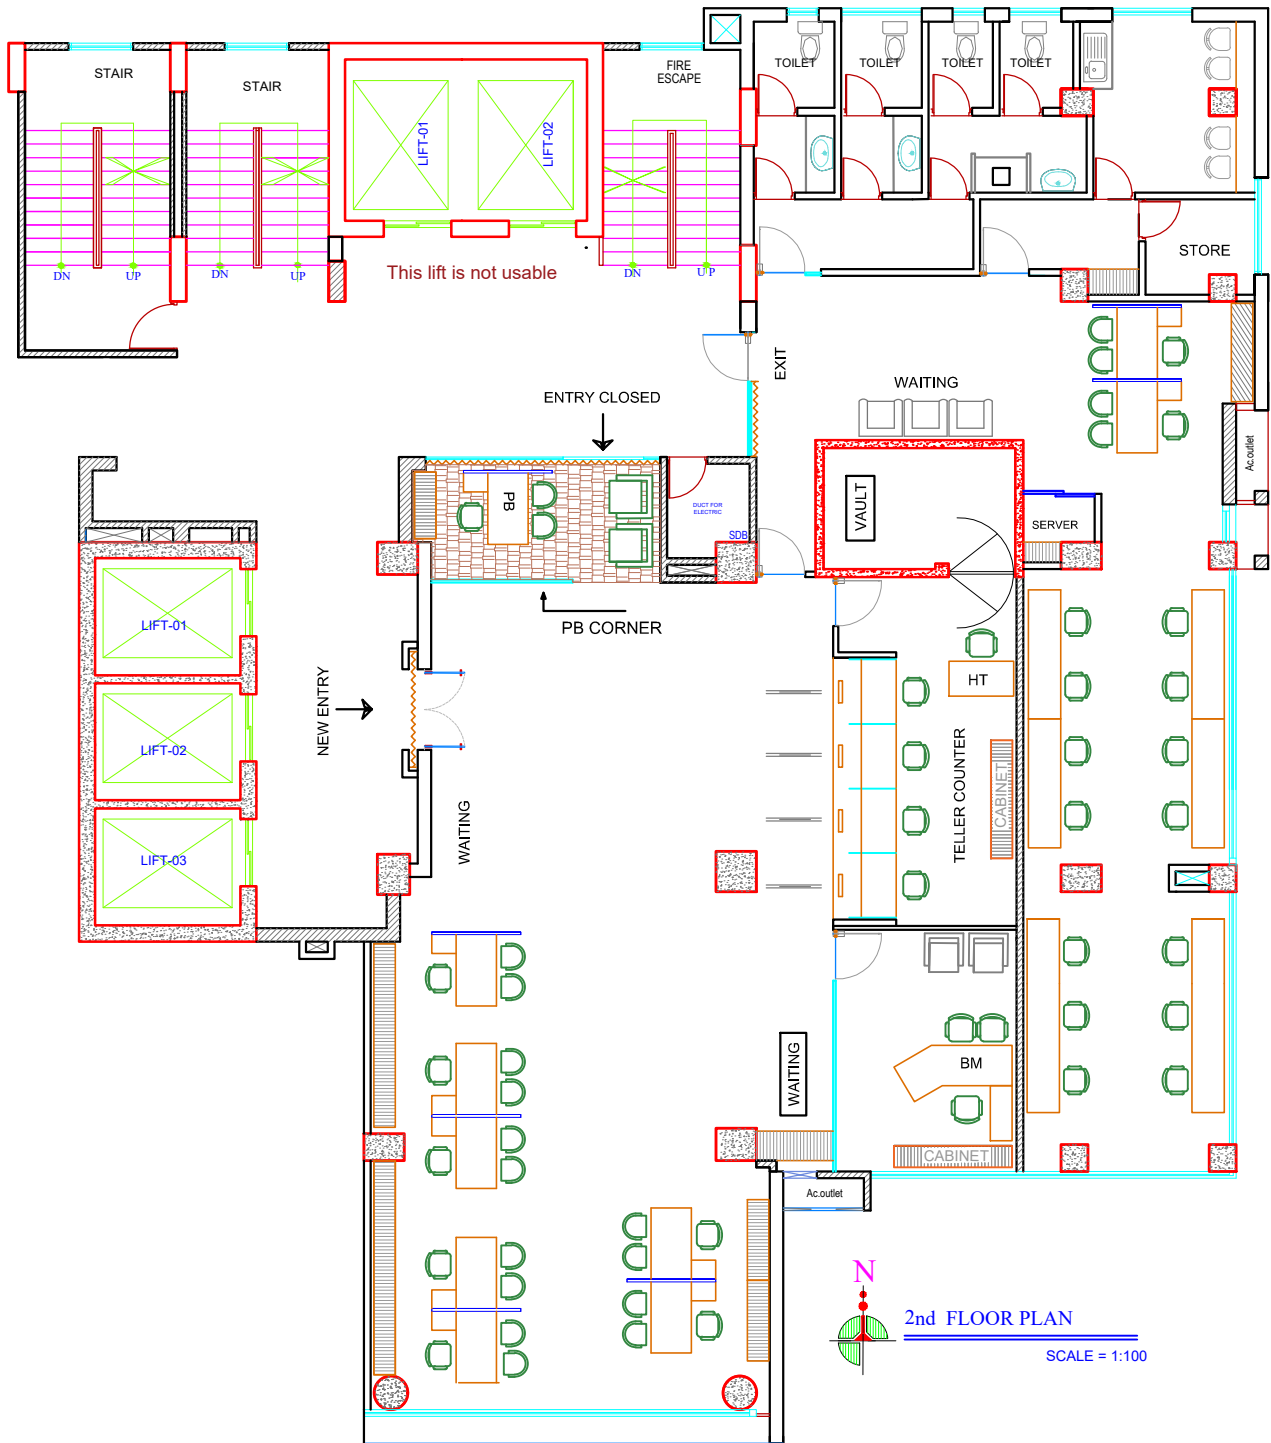 STAIR
STAIR
LIFT-01
LIFT-02
FIRE
ESCAPE
TOILET
TOILET
TOILET
TOILET
DN
UP
DN
UP
This lift is not usable
DN
UP
STORE
EXIT
WAITING
ENTRY CLOSED
Ac.outlet
PB
DUCT FOR
ELECTRIC
SDB
VAULT
SERVER
PB CORNER
LIFT-01
LIFT-02
LIFT-03
NEW ENTRY
WAITING
HT
TELLER COUNTER
CABINET
WAITING
BM
CABINET
Ac.outlet
N
2nd FLOOR PLAN
SCALE = 1:100